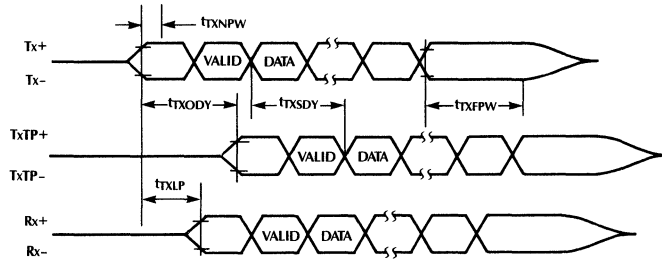 tTXNPW
Tx+
VALID
DATA
Tx–
tTXODY
tTXSDY
tTXFPW
TxTP+
VALID
DATA
TxTP–
tTXLP
Rx+
VALID
DATA
Rx–